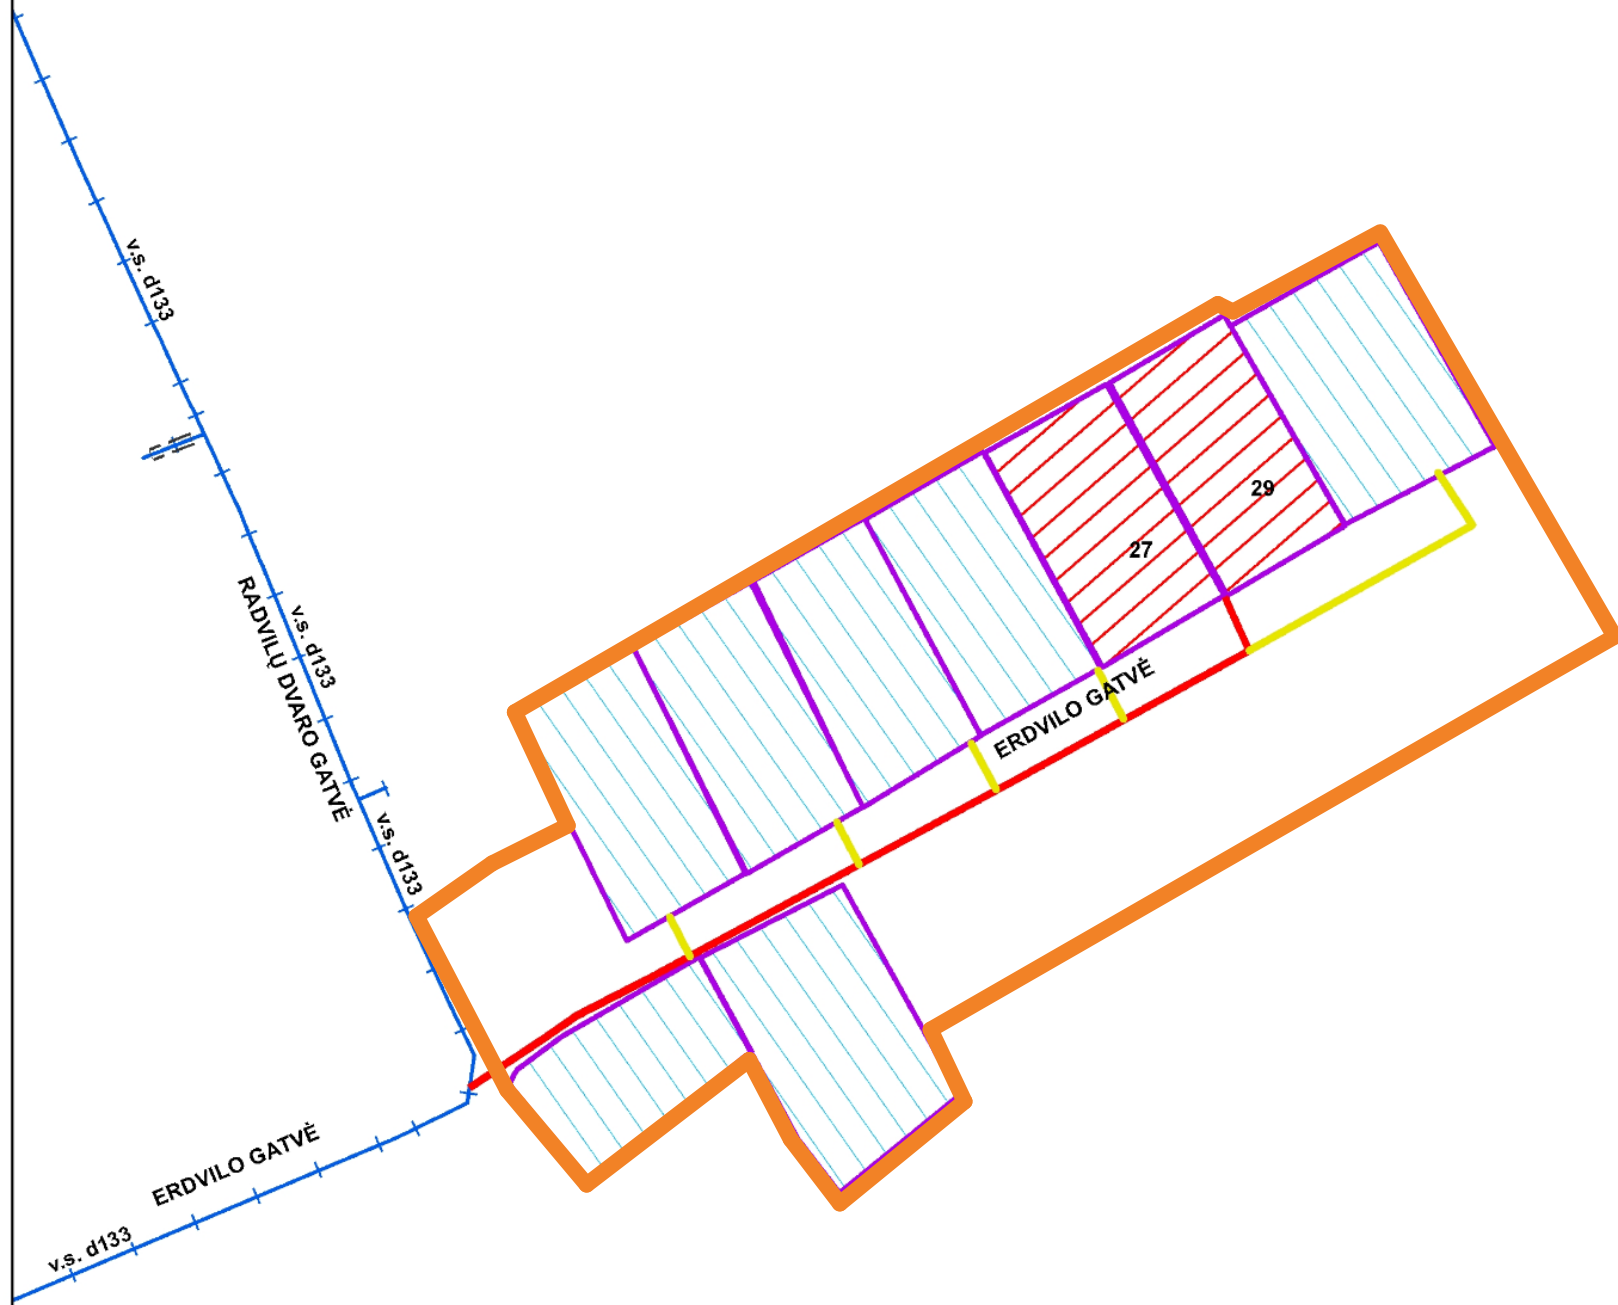 v.s. d133
29
27
RADVILŲ DVARO GATVĖ
v.s. d133
ERDVILO GATVĖ
v.s. d133
ERDVILO GATVĖ
v.s. d133